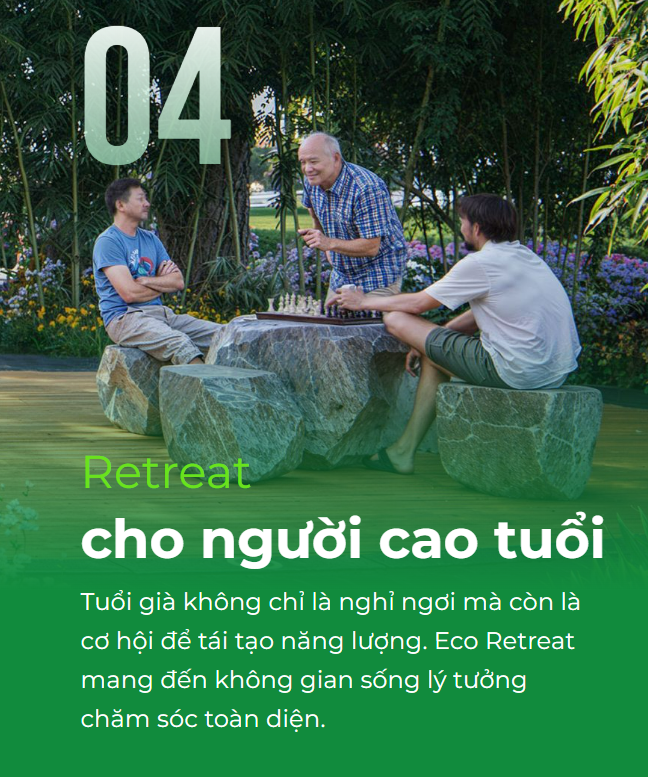 04
Retreat
cho người cao tuổi
Tuổi già không chỉ là nghỉ ngơi mà còn là
cơ hội để tái tạo năng lượng. Eco Retreat
mang đến không gian sống lý tưởng
chăm sóc toàn diện.